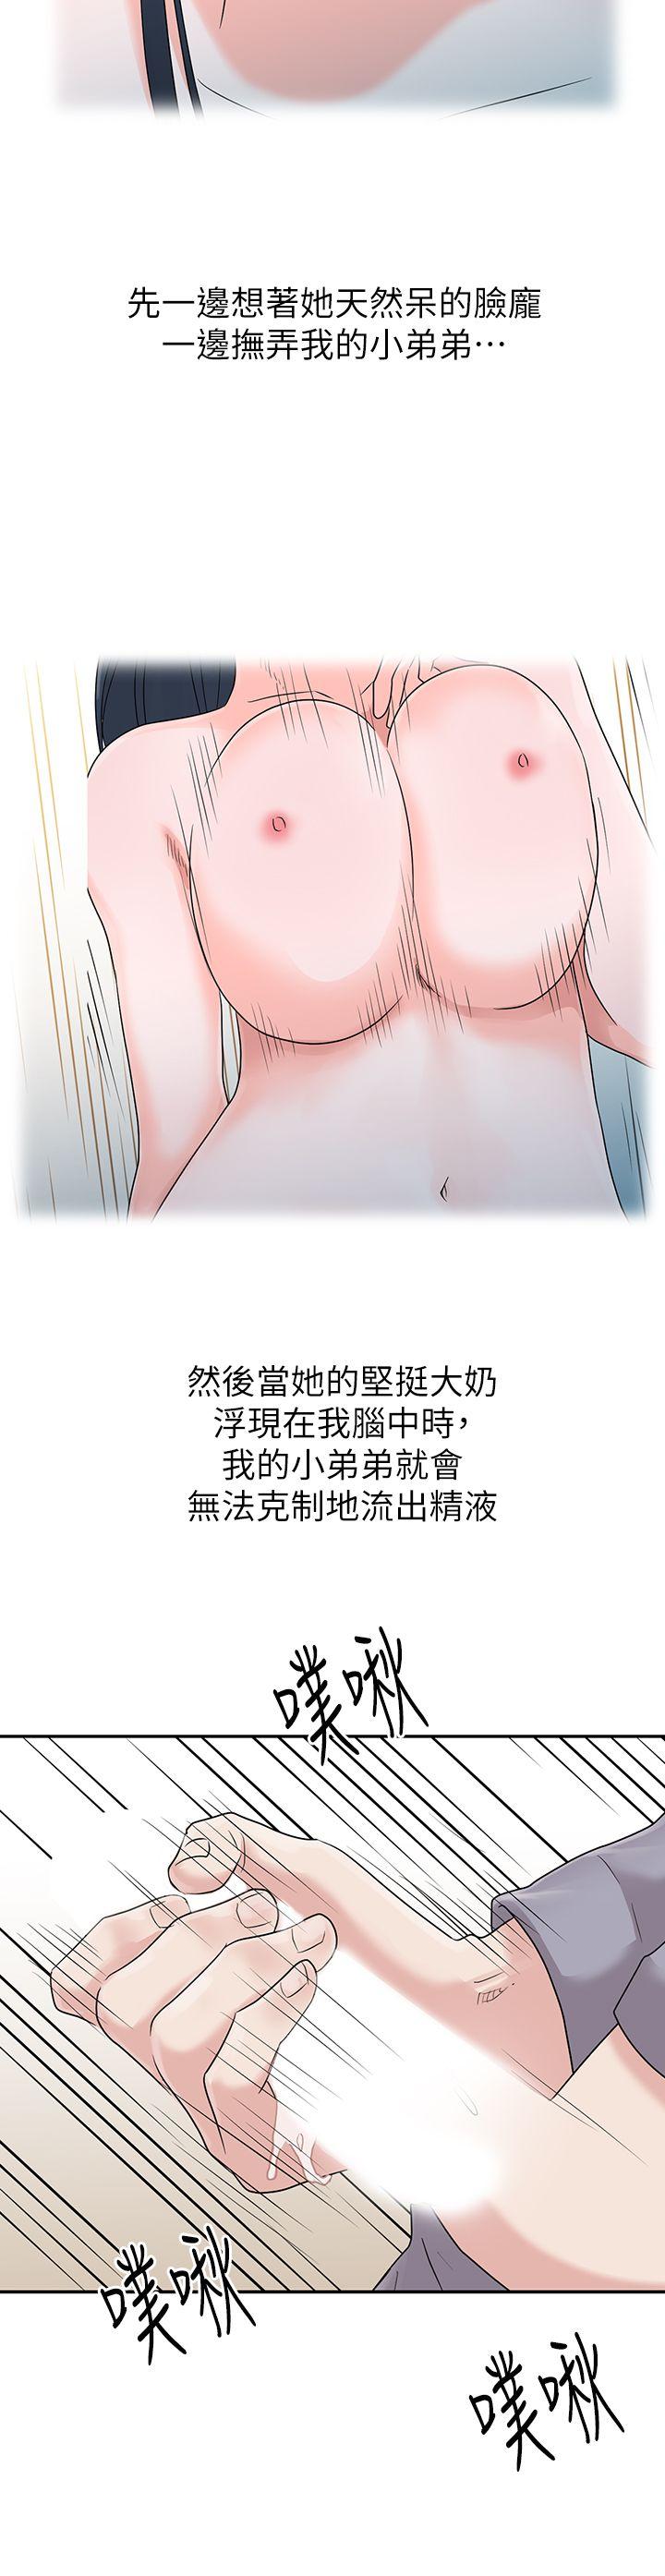 先一邊想著她天然呆的臉龐
一邊撫弄我的小弟弟…
然後當她的堅挺大奶
浮現在我腦中時，
我的小弟弟就會
無法克制地流出精液
噗啾
噗啾
噗啾